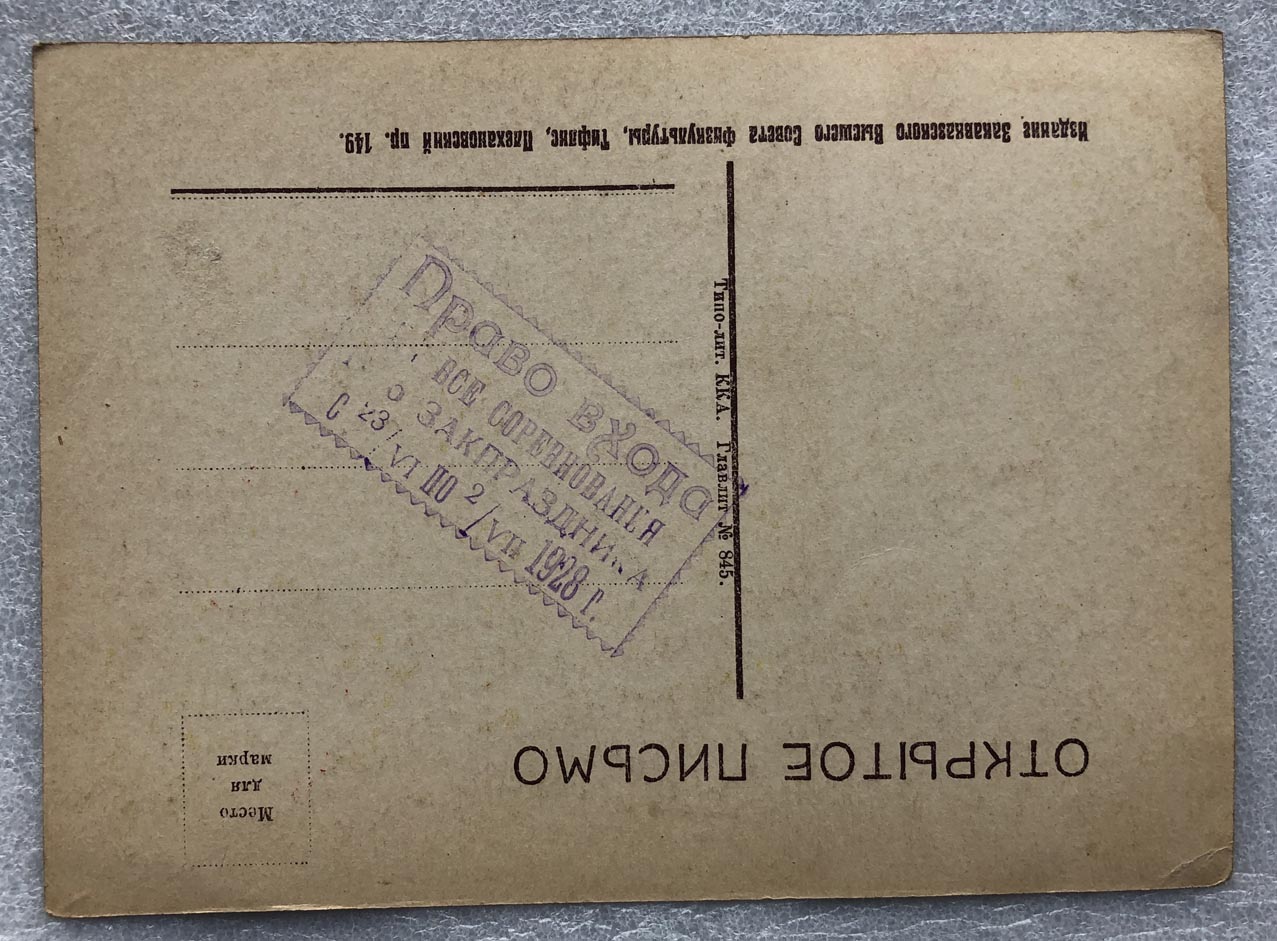 ОТКРЫТОЕ ПИСЬМО
Место
для
марки
Типо-лит. ККА. Главлит № 845.
Право входа
ВСЕ СОРЕВНОВАНИЯ
ЗАКПРАЗДНИКА
С 23/VI ПО 2/VII 1928 г.
Издание Закавказского Высшего Совета Физкультуры, Тифлис, Плехановский пр. 149.